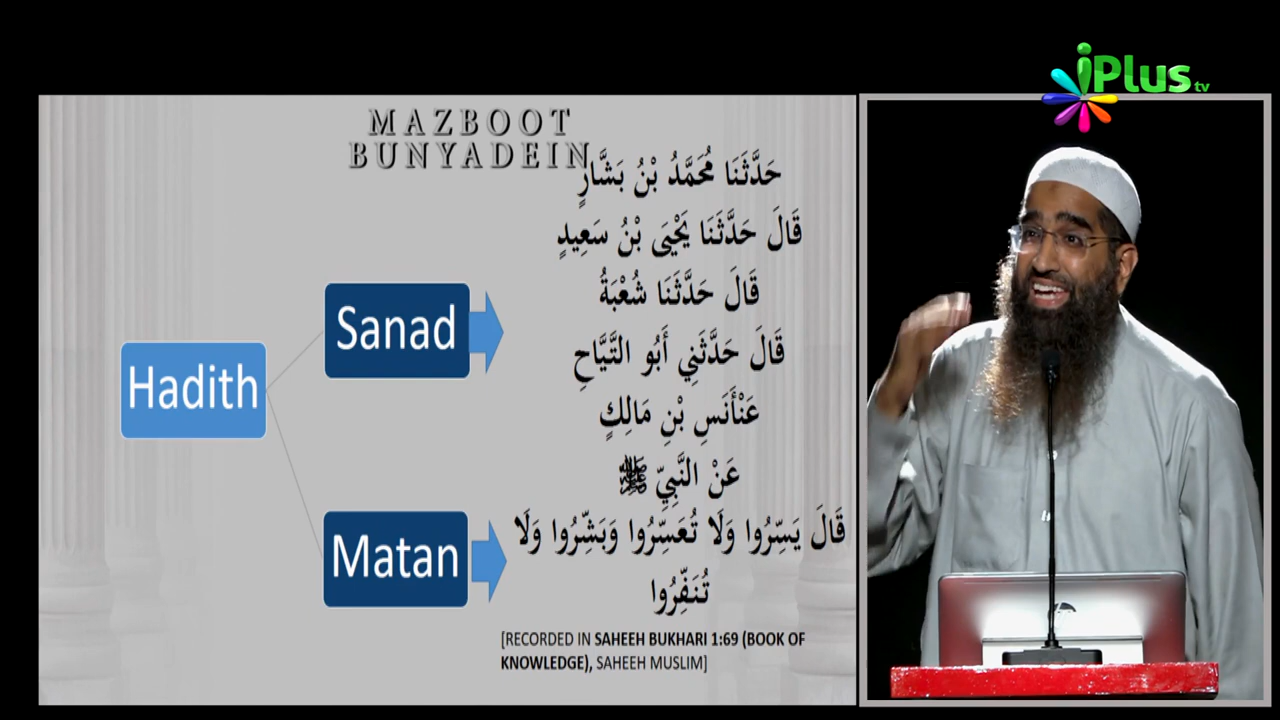 iPlus tv
MAZBOOT
BUNYADEIN
حَدَّثَنَا مُحَمَّدُ بْنُ بَشَّارٍ
قَالَ حَدَّثَنَا يَحْيَى بْنُ سَعِيدٍ
قَالَ حَدَّثَنَا شُعْبَةُ
Sanad
قَالَ حَدَّثَنِي أَبُو التَّيَّاحِ
Hadith
عَنْأَنَسِ بْنِ مَالِكٍ
عَنْ النَّبِيِّ ﷺ
Matan
قَالَ يَسِّرُوا وَلَا تُعَسِّرُوا وَبَشِّرُوا وَلَا
تُنَفِّرُوا
[RECORDED IN SAHEEH BUKHARI 1:69 (BOOK OF
KNOWLEDGE), SAHEEH MUSLIM]